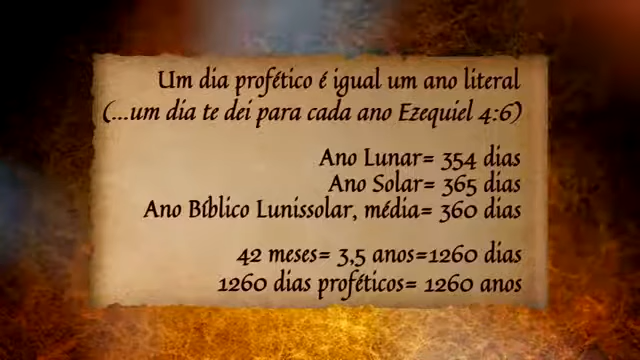 Um dia profético é igual um ano literal
(...um dia te dei para cada ano Ezequiel 4:6)
Ano Lunar= 354 dias
Ano Solar= 365 dias
Ano Bíblico Lunissolar, média= 360 dias
42 meses= 3,5 anos=1260 dias
1260 dias proféticos= 1260 anos